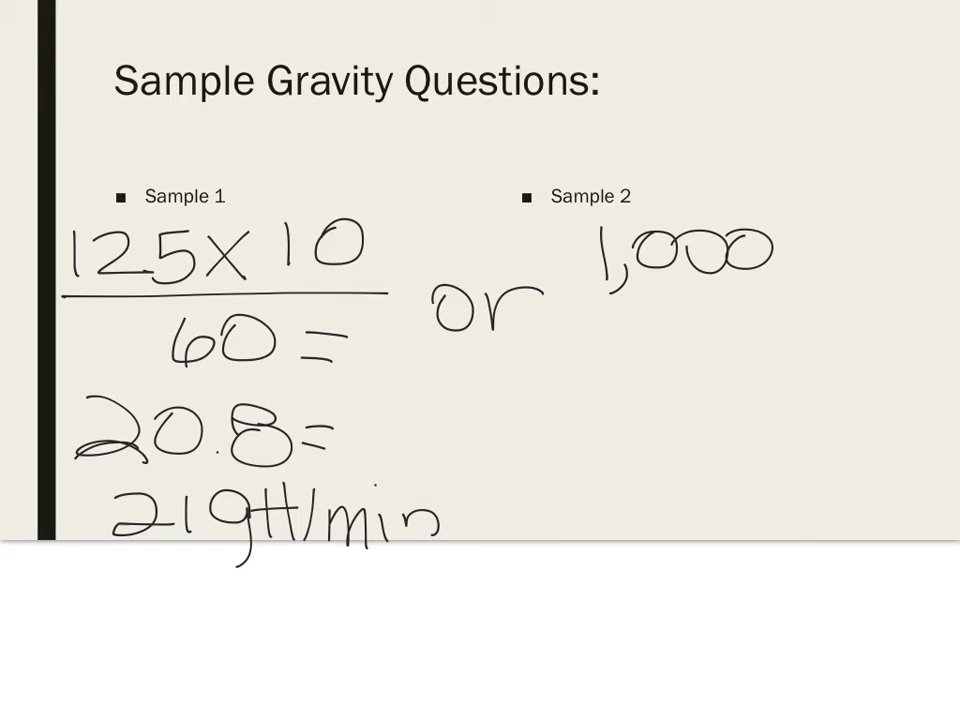 Sample Gravity Questions:
■ Sample 1
125 x 10
60 =
20.8 =
21 gtt/min
or
■ Sample 2
1,000